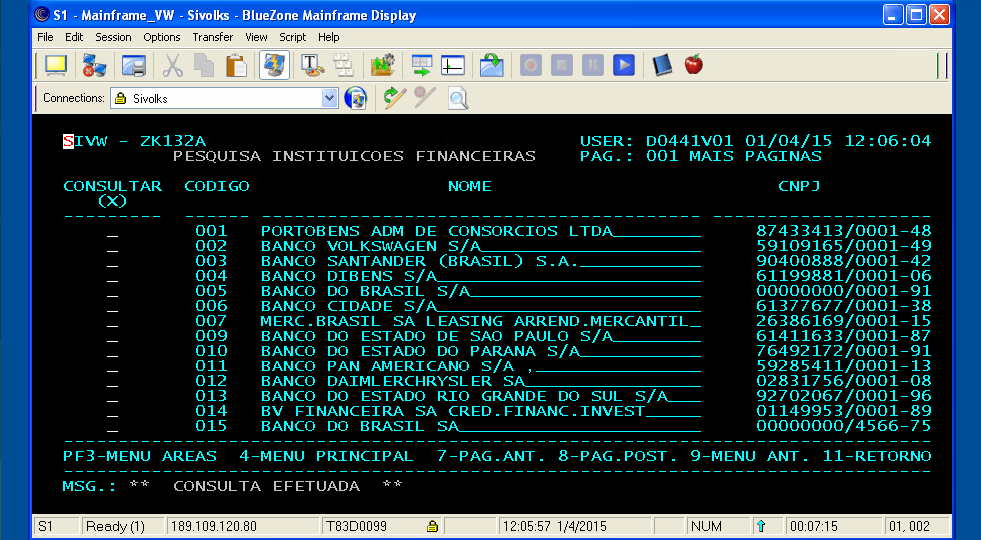 S1 - Mainframe_VW - Sivolks - BlueZone Mainframe Display
File Edit Session Options Transfer View Script Help
Connections: Sivolks
SIVW - ZK132A USER: D0441V01 01/04/15 12:06:04
PESQUISA INSTITUICOES FINANCEIRAS PAG.: 001 MAIS PAGINAS
CONSULTAR CODIGO NOME CNPJ
(X)
--------- ------ ---------------------------------------- --------------------
_ 001 PORTOBENS ADM DE CONSORCIOS LTDA________ 87433413/0001-48
_ 002 BANCO VOLKSWAGEN S/A____________________ 59109165/0001-49
_ 003 BANCO SANTANDER (BRASIL) S.A.___________ 90400888/0001-42
_ 004 BANCO DIBENS S/A________________________ 61199881/0001-06
_ 005 BANCO DO BRASIL S/A_____________________ 00000000/0001-91
_ 006 BANCO CIDADE S/A________________________ 61377677/0001-38
_ 007 MERC.BRASIL SA LEASING ARREND.MERCANTIL_ 26386169/0001-15
_ 009 BANCO DO ESTADO DE SAO PAULO S/A________ 61411633/0001-87
_ 010 BANCO DO ESTADO DO PARANA S/A___________ 76492172/0001-91
_ 011 BANCO PAN AMERICANO S/A ,_______________ 59285411/0001-13
_ 012 BANCO DAIMLERCHRYSLER SA________________ 02831756/0001-08
_ 013 BANCO DO ESTADO RIO GRANDE DO SUL S/A___ 92702067/0001-96
_ 014 BV FINANCEIRA SA CRED.FINANC.INVEST_____ 01149953/0001-89
_ 015 BANCO DO BRASIL SA______________________ 00000000/4566-75
-------------------------------------------------------------------------------
PF3-MENU AREAS 4-MENU PRINCIPAL 7-PAG.ANT. 8-PAG.POST. 9-MENU ANT. 11-RETORNO
-------------------------------------------------------------------------------
MSG.: ** CONSULTA EFETUADA **
S1 Ready (1) 189.109.120.80 T83D0099 12:05:57 1/4/2015 NUM 00:07:15 01, 002